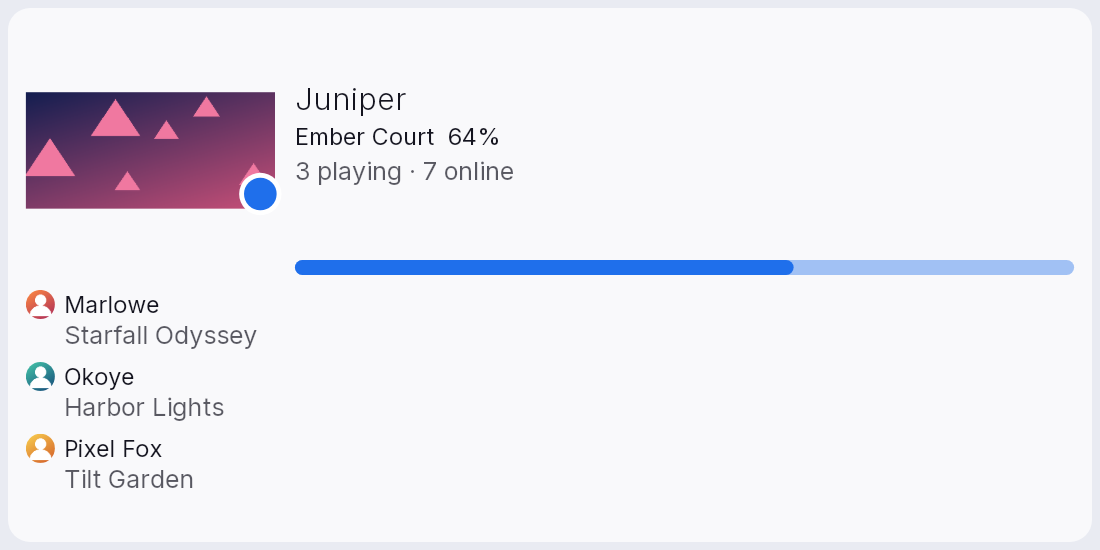 Juniper
Ember Court 64%
3 playing · 7 online
Marlowe
Starfall Odyssey
Okoye
Harbor Lights
Pixel Fox
Tilt Garden